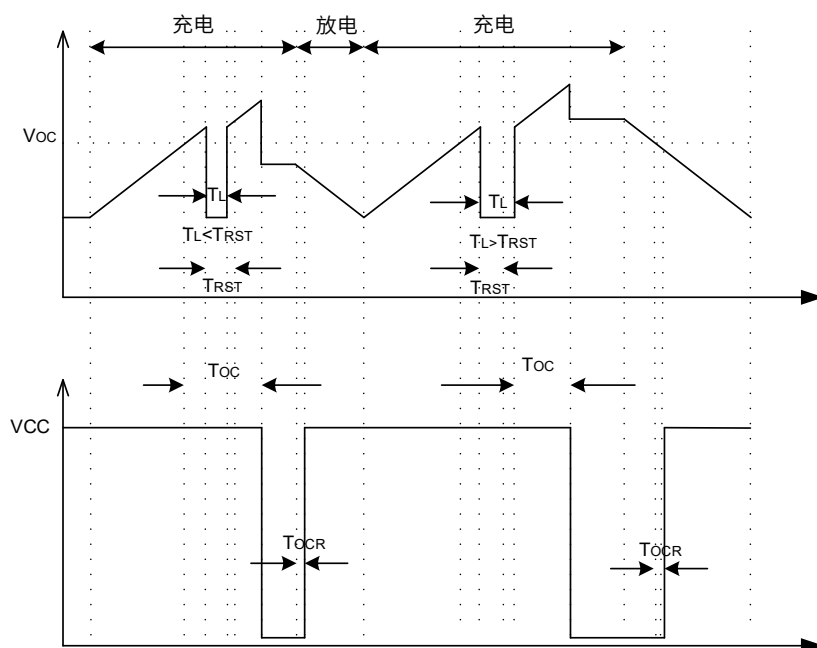 充电
放电
充电
VOC
TL
TL<TRST
TRST
TL
TL>TRST
TRST
TOC
TOC
VCC
TOCR
TOCR